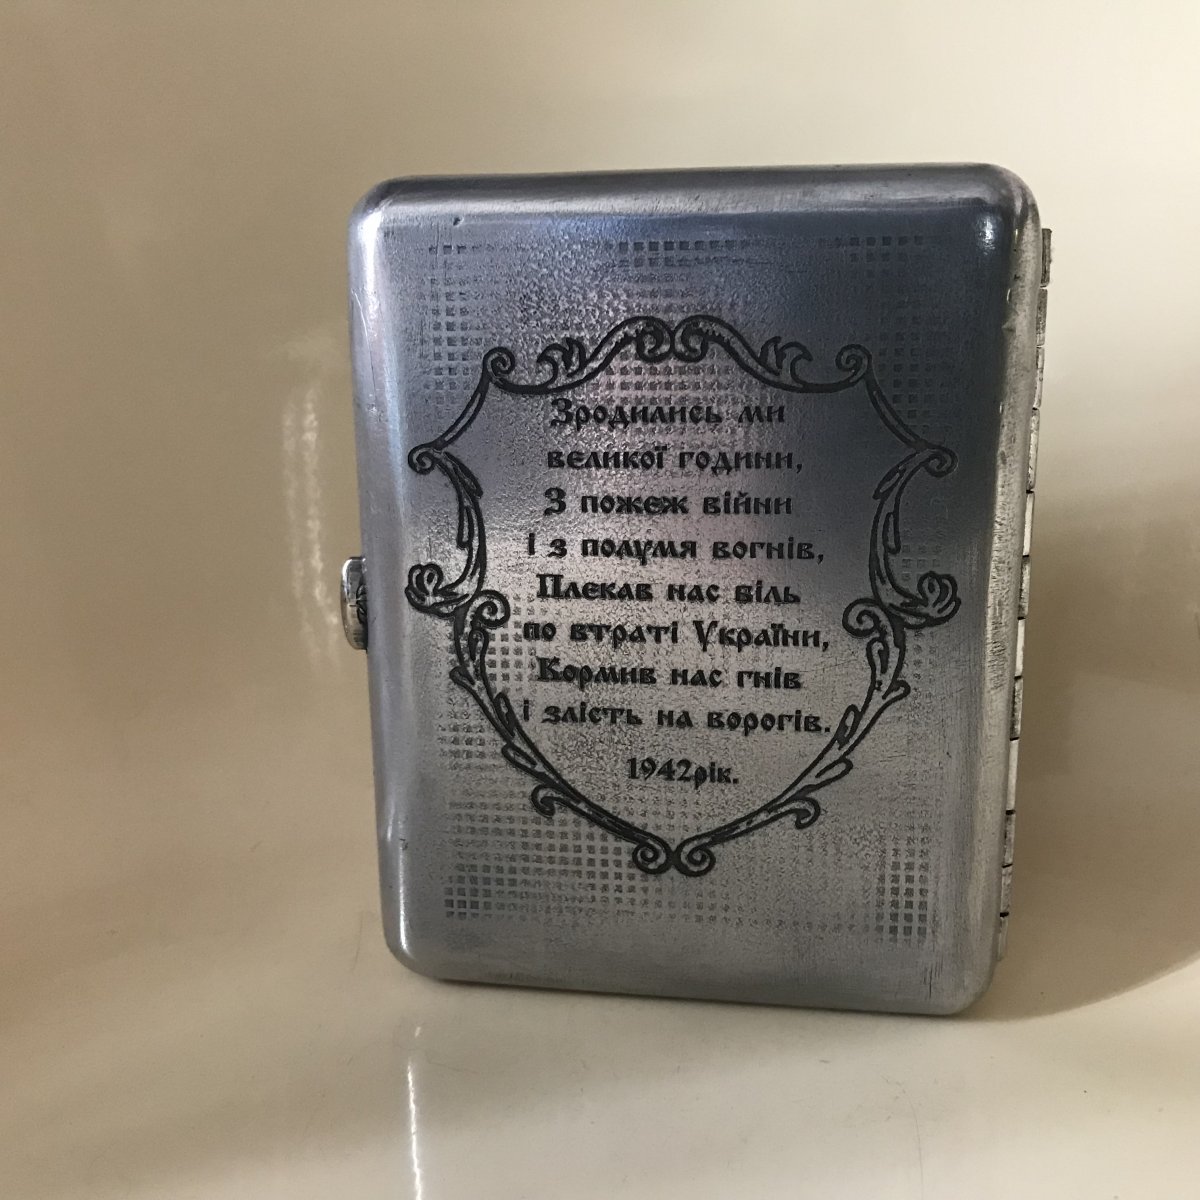 Зродились ми
великої години,
З пожеж війни
і з полумя вогнів,
Плекав нас біль
по втраті України,
Кормив нас гнів
і злість на ворогів.
1942рік.